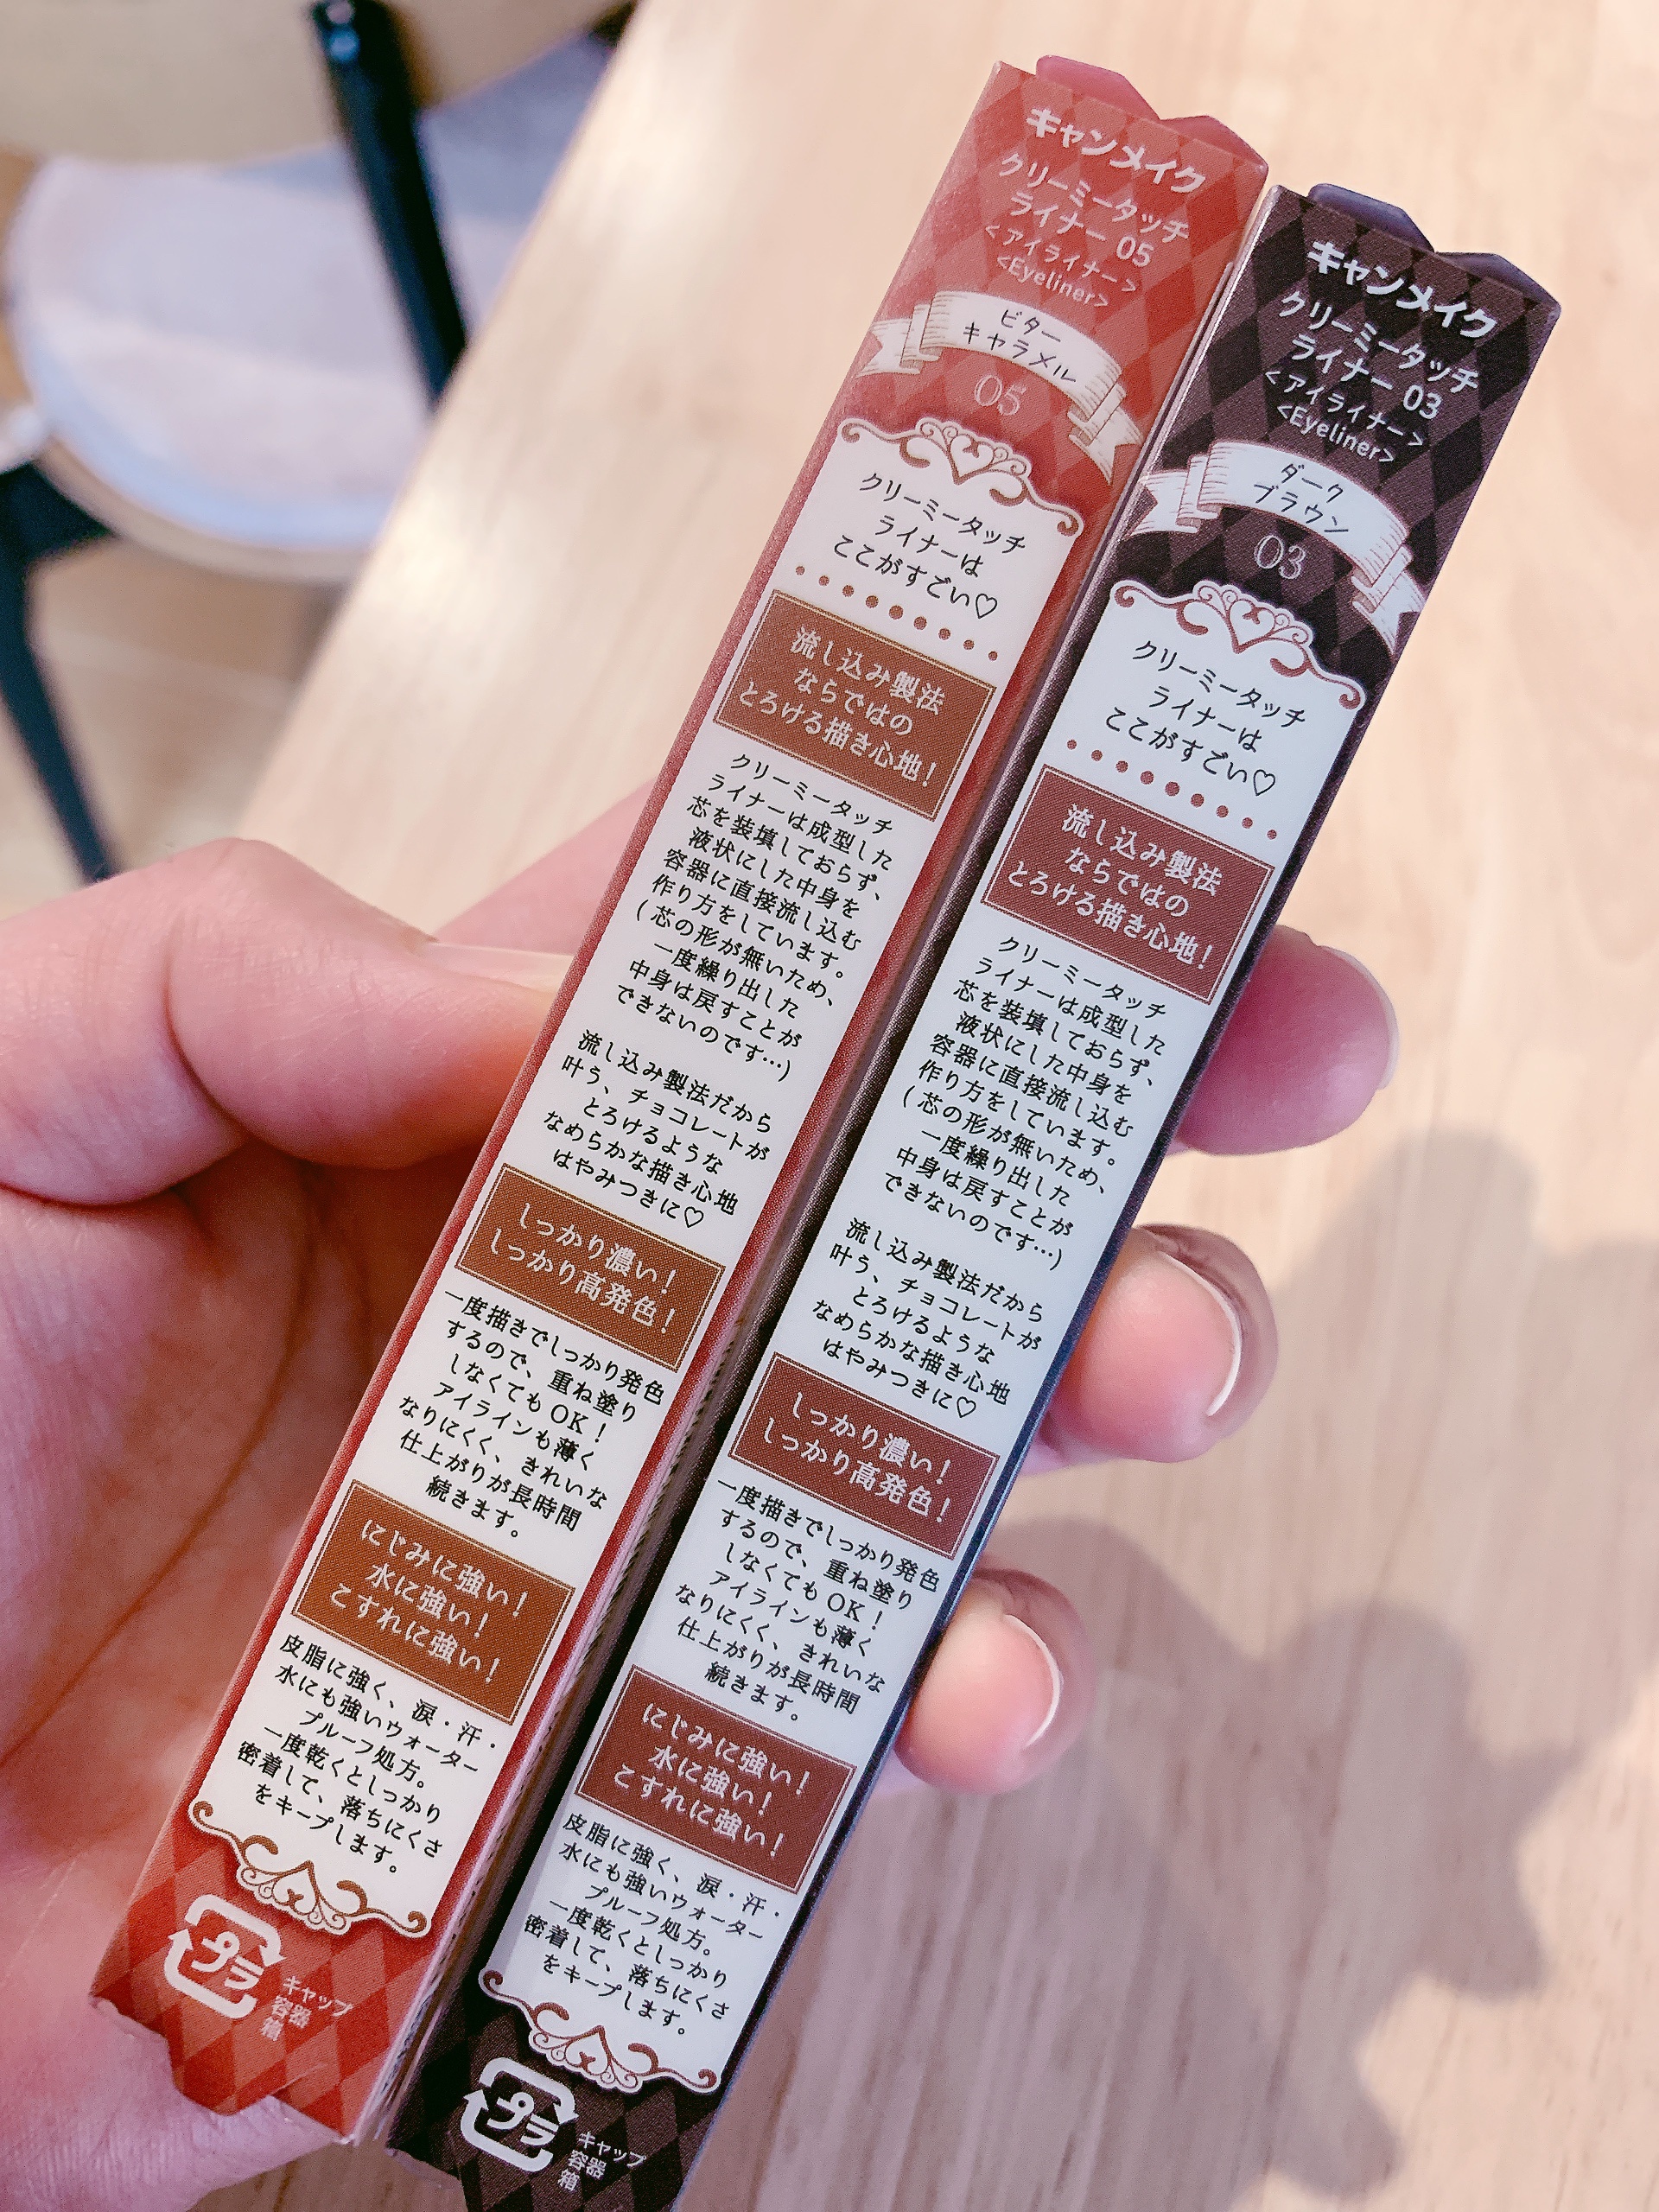 キャンメイク
クリーミータッチ
ライナー 05
<アイライナー>
<Eyeliner>
ビター
キャラメル
05
クリーミータッチ
ライナーは
ここがすごい♡
流し込み製法
ならではの
とろける描き心地!
クリーミータッチ
ライナーは成型した
芯を装填しておらず、
液状にした中身を
容器に直接流し込む
作り方をしています。
(芯の形が無いため、
一度繰り出した
中身は戻すことが
できないのです…)
流し込み製法だから
叶う、チョコレートが
とろけるような
なめらかな描き心地
はやみつきに♡
しっかり濃い!
しっかり高発色!
一度描きでしっかり発色
するので、重ね塗り
しなくてもOK!
アイラインも薄く
なりにくく、きれいな
仕上がりが長時間
続きます。
にじみに強い!
水に強い!
こすれに強い!
皮脂に強く、涙・汗・
水にも強いウォーター
プルーフ処方。
一度乾くとしっかり
密着して、落ちにくさ
をキープします。
プラ
キャップ
容器
箱
キャンメイク
クリーミータッチ
ライナー 03
<アイライナー>
<Eyeliner>
ダーク
ブラウン
03
クリーミータッチ
ライナーは
ここがすごい♡
流し込み製法
ならではの
とろける描き心地!
クリーミータッチ
ライナーは成型した
芯を装填しておらず、
液状にした中身を
容器に直接流し込む
作り方をしています。
(芯の形が無いため、
一度繰り出した
中身は戻すことが
できないのです…)
流し込み製法だから
叶う、チョコレートが
とろけるような
なめらかな描き心地
はやみつきに♡
しっかり濃い!
しっかり高発色!
一度描きでしっかり発色
するので、重ね塗り
しなくてもOK!
アイラインも薄く
なりにくく、きれいな
仕上がりが長時間
続きます。
にじみに強い!
水に強い!
こすれに強い!
皮脂に強く、涙・汗・
水にも強いウォーター
プルーフ処方。
一度乾くとしっかり
密着して、落ちにくさ
をキープします。
プラ
キャップ
容器
箱